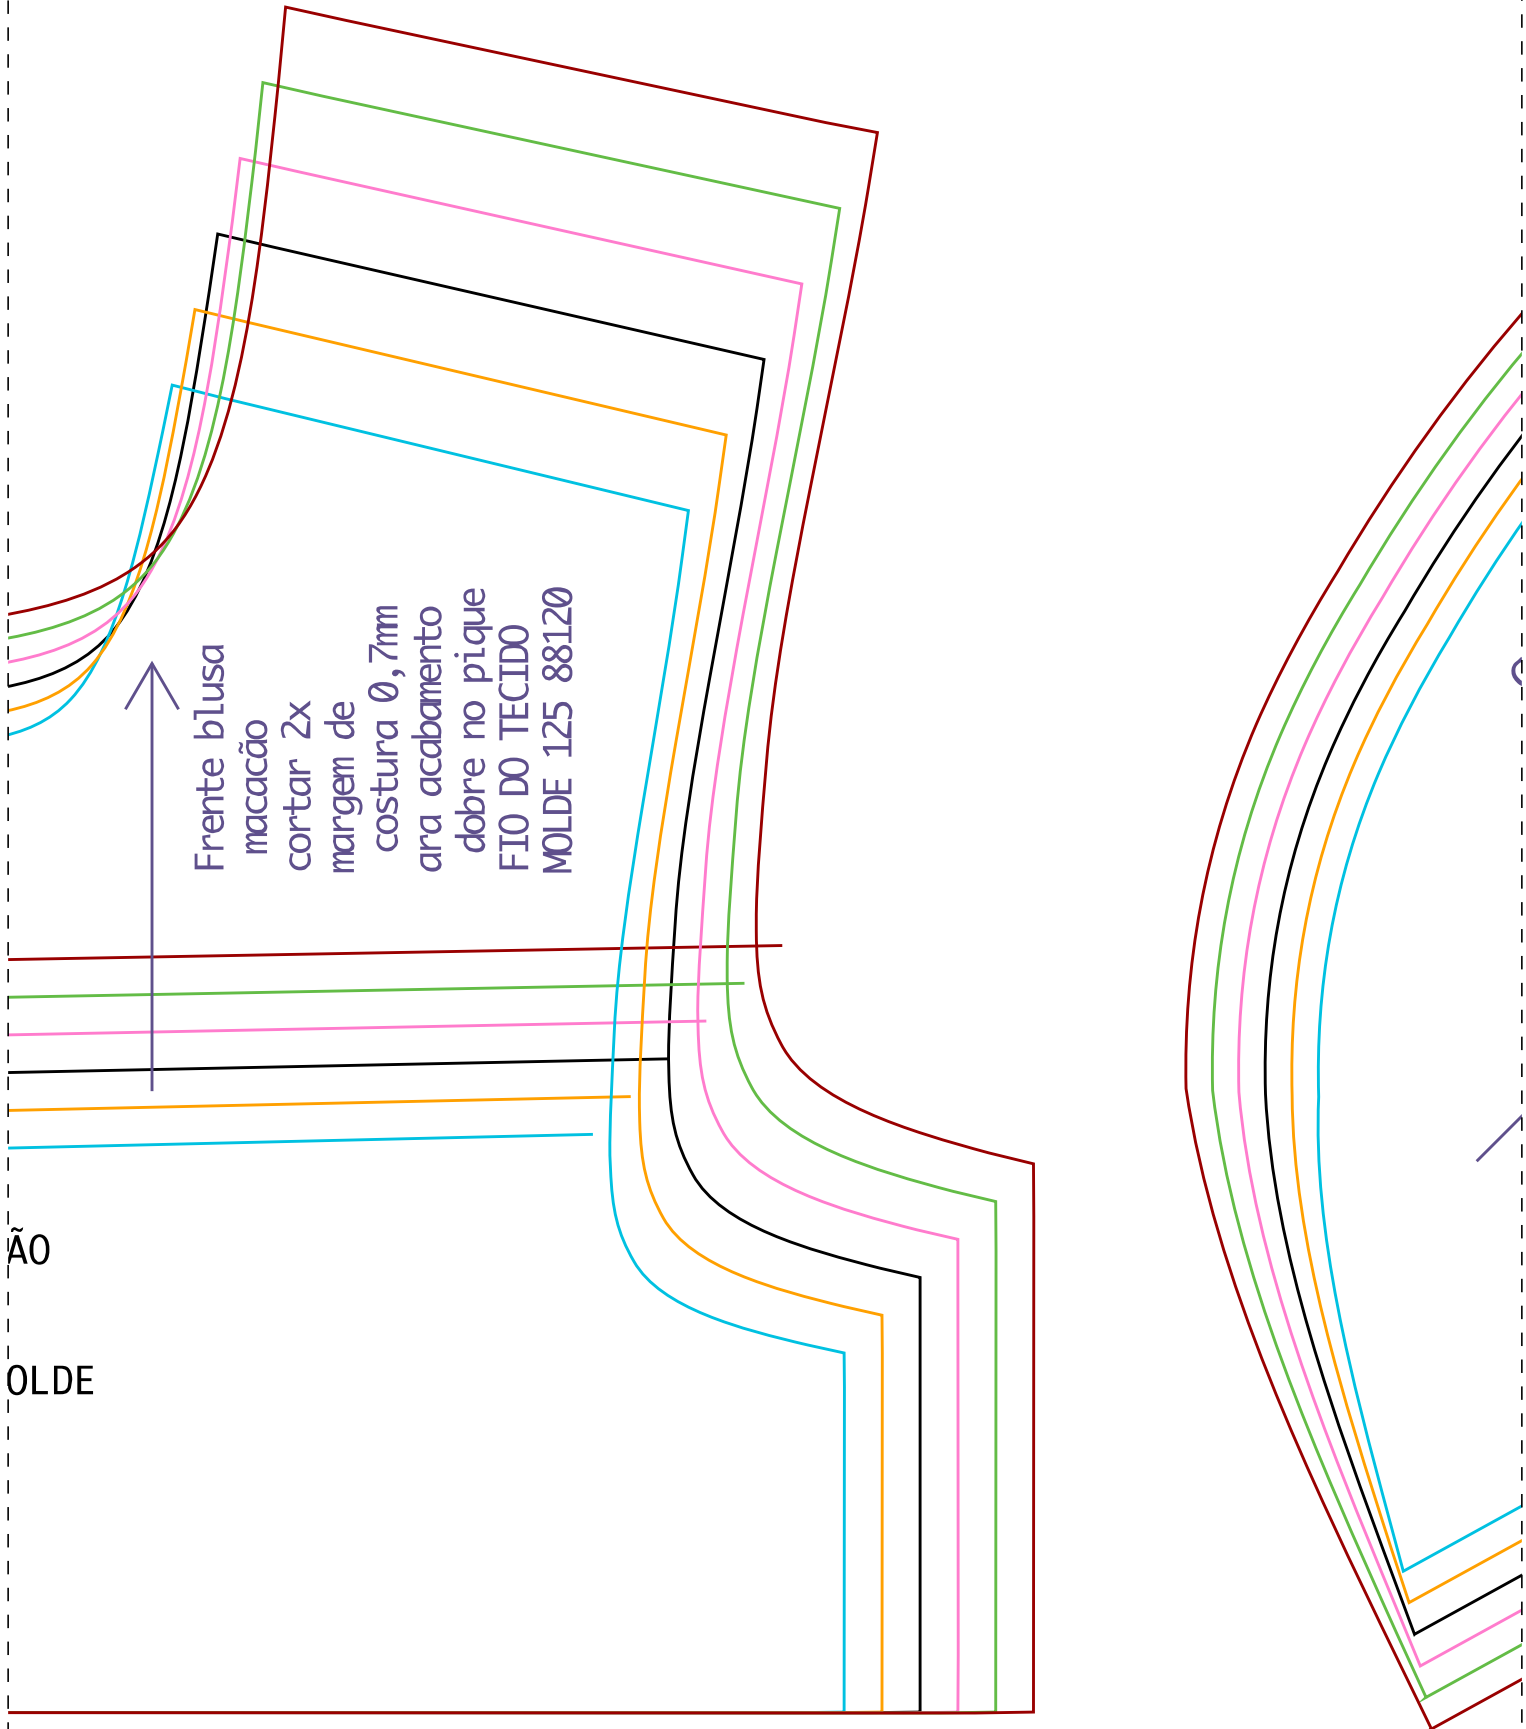 Frente blusa
macacão
cortar 2x
margem de
costura 0,7mm
ara acabamento
dobre no pique
FIO DO TECIDO
MOLDE 125 88120
ÃO
OLDE